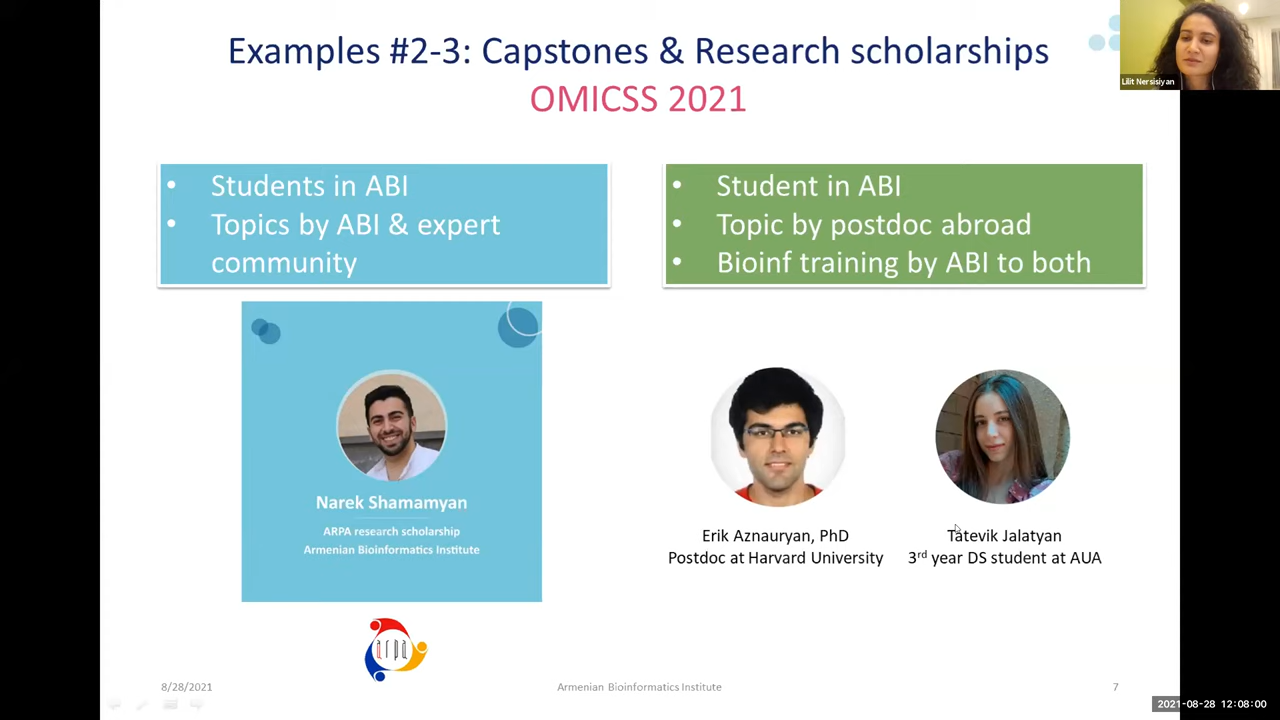 Examples #2-3: Capstones & Research scholarships
OMICSS 2021
Lilit Nersisiyan
• Students in ABI
• Topics by ABI & expert
community
• Student in ABI
• Topic by postdoc abroad
• Bioinf training by ABI to both
Narek Shamamyan
ARPA research scholarship
Armenian Bioinformatics Institute
arpa
Erik Aznauryan, PhD
Postdoc at Harvard University
Tatevik Jalatyan
3rd year DS student at AUA
8/28/2021
Armenian Bioinformatics Institute
7
2021-08-28 12:08:00